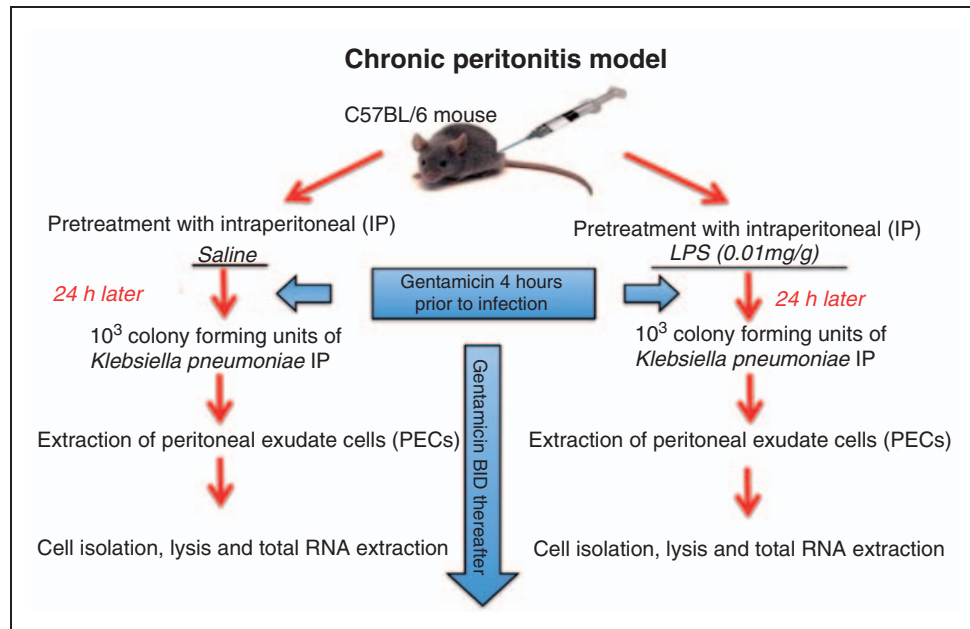 Chronic peritonitis model
C57BL/6 mouse
Pretreatment with intraperitoneal (IP)
Saline
24 h later
10³ colony forming units of
Klebsiella pneumoniae IP
Extraction of peritoneal exudate cells (PECs)
Cell isolation, lysis and total RNA extraction
Gentamicin 4 hours
prior to infection
Gentamicin BID thereafter
Pretreatment with intraperitoneal (IP)
LPS (0.01mg/g)
24 h later
10³ colony forming units of
Klebsiella pneumoniae IP
Extraction of peritoneal exudate cells (PECs)
Cell isolation, lysis and total RNA extraction